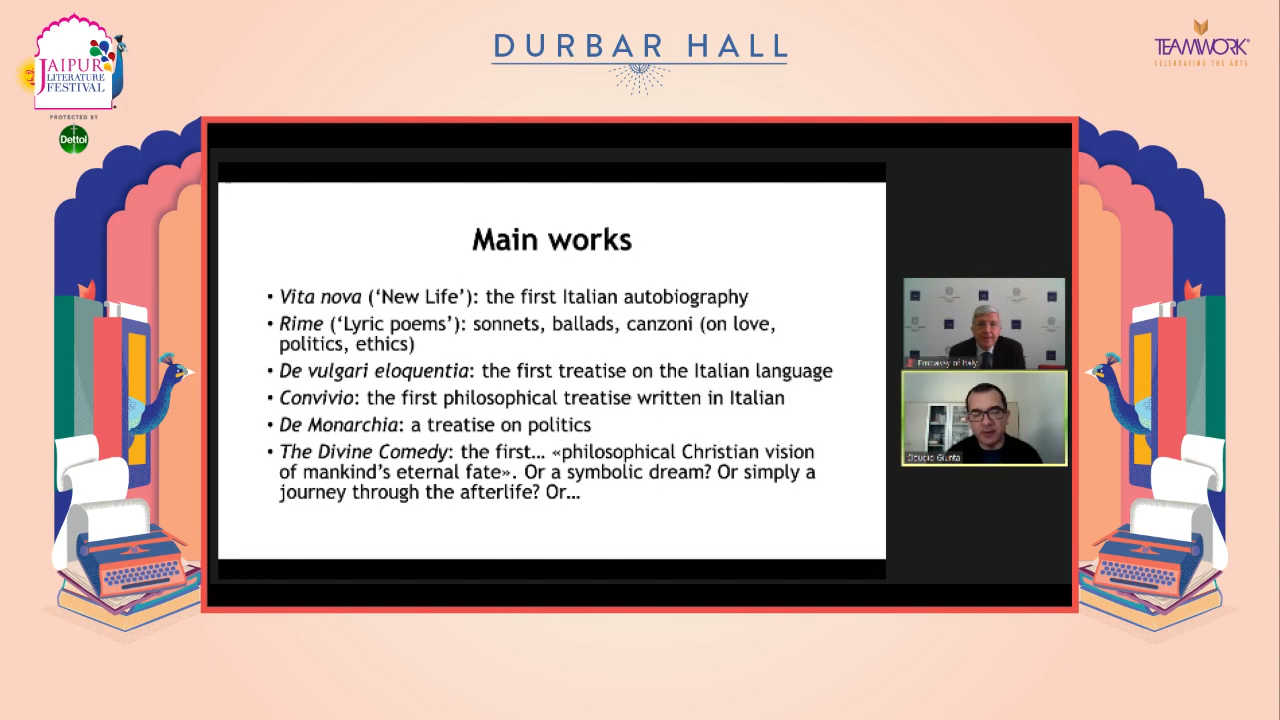 JAIPUR
LITERATURE
FESTIVAL
PROTECTED BY
Dettol
DURBAR HALL
TEAMWORK
CELEBRATING THE ARTS
Main works
• Vita nova (‘New Life’): the first Italian autobiography
• Rime (‘Lyric poems’): sonnets, ballads, canzoni (on love,
politics, ethics)
• De vulgari eloquentia: the first treatise on the Italian language
• Convivio: the first philosophical treatise written in Italian
• De Monarchia: a treatise on politics
• The Divine Comedy: the first… «philosophical Christian vision
of mankind’s eternal fate». Or a symbolic dream? Or simply a
journey through the afterlife? Or…
Embassy of Italy
Claudio Giunta